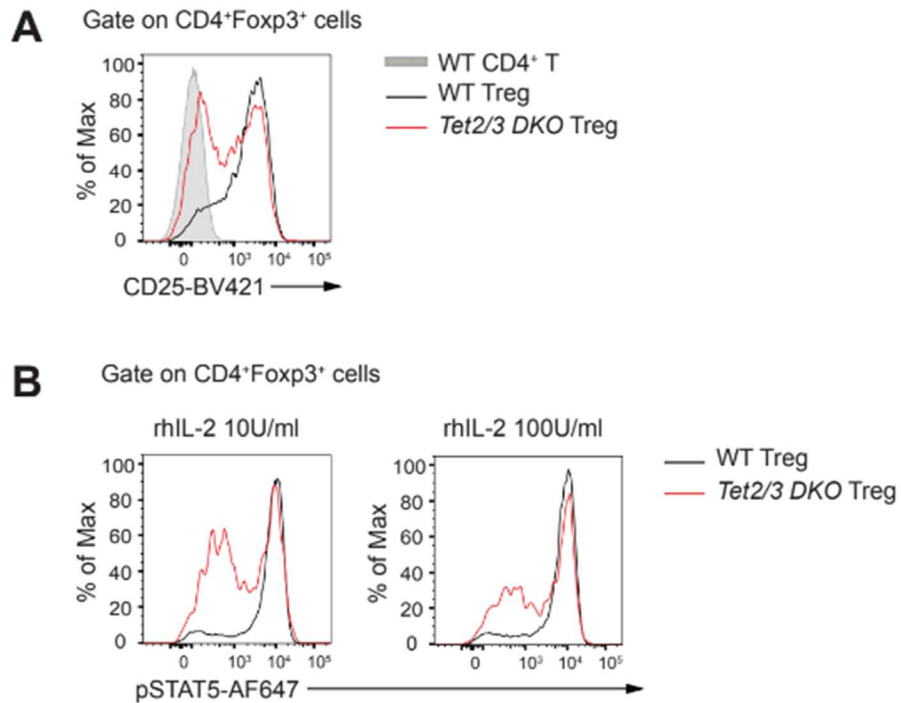 A
Gate on CD4⁺Foxp3⁺ cells
WT CD4⁺ T
WT Treg
Tet2/3 DKO Treg
% of Max
100
80
60
40
20
0
0 10³ 10⁴ 10⁵
CD25-BV421
B
Gate on CD4⁺Foxp3⁺ cells
rhIL-2 10U/ml
rhIL-2 100U/ml
WT Treg
Tet2/3 DKO Treg
% of Max
100
80
60
40
20
0
0 10³ 10⁴ 10⁵
% of Max
100
80
60
40
20
0
0 10³ 10⁴ 10⁵
pSTAT5-AF647